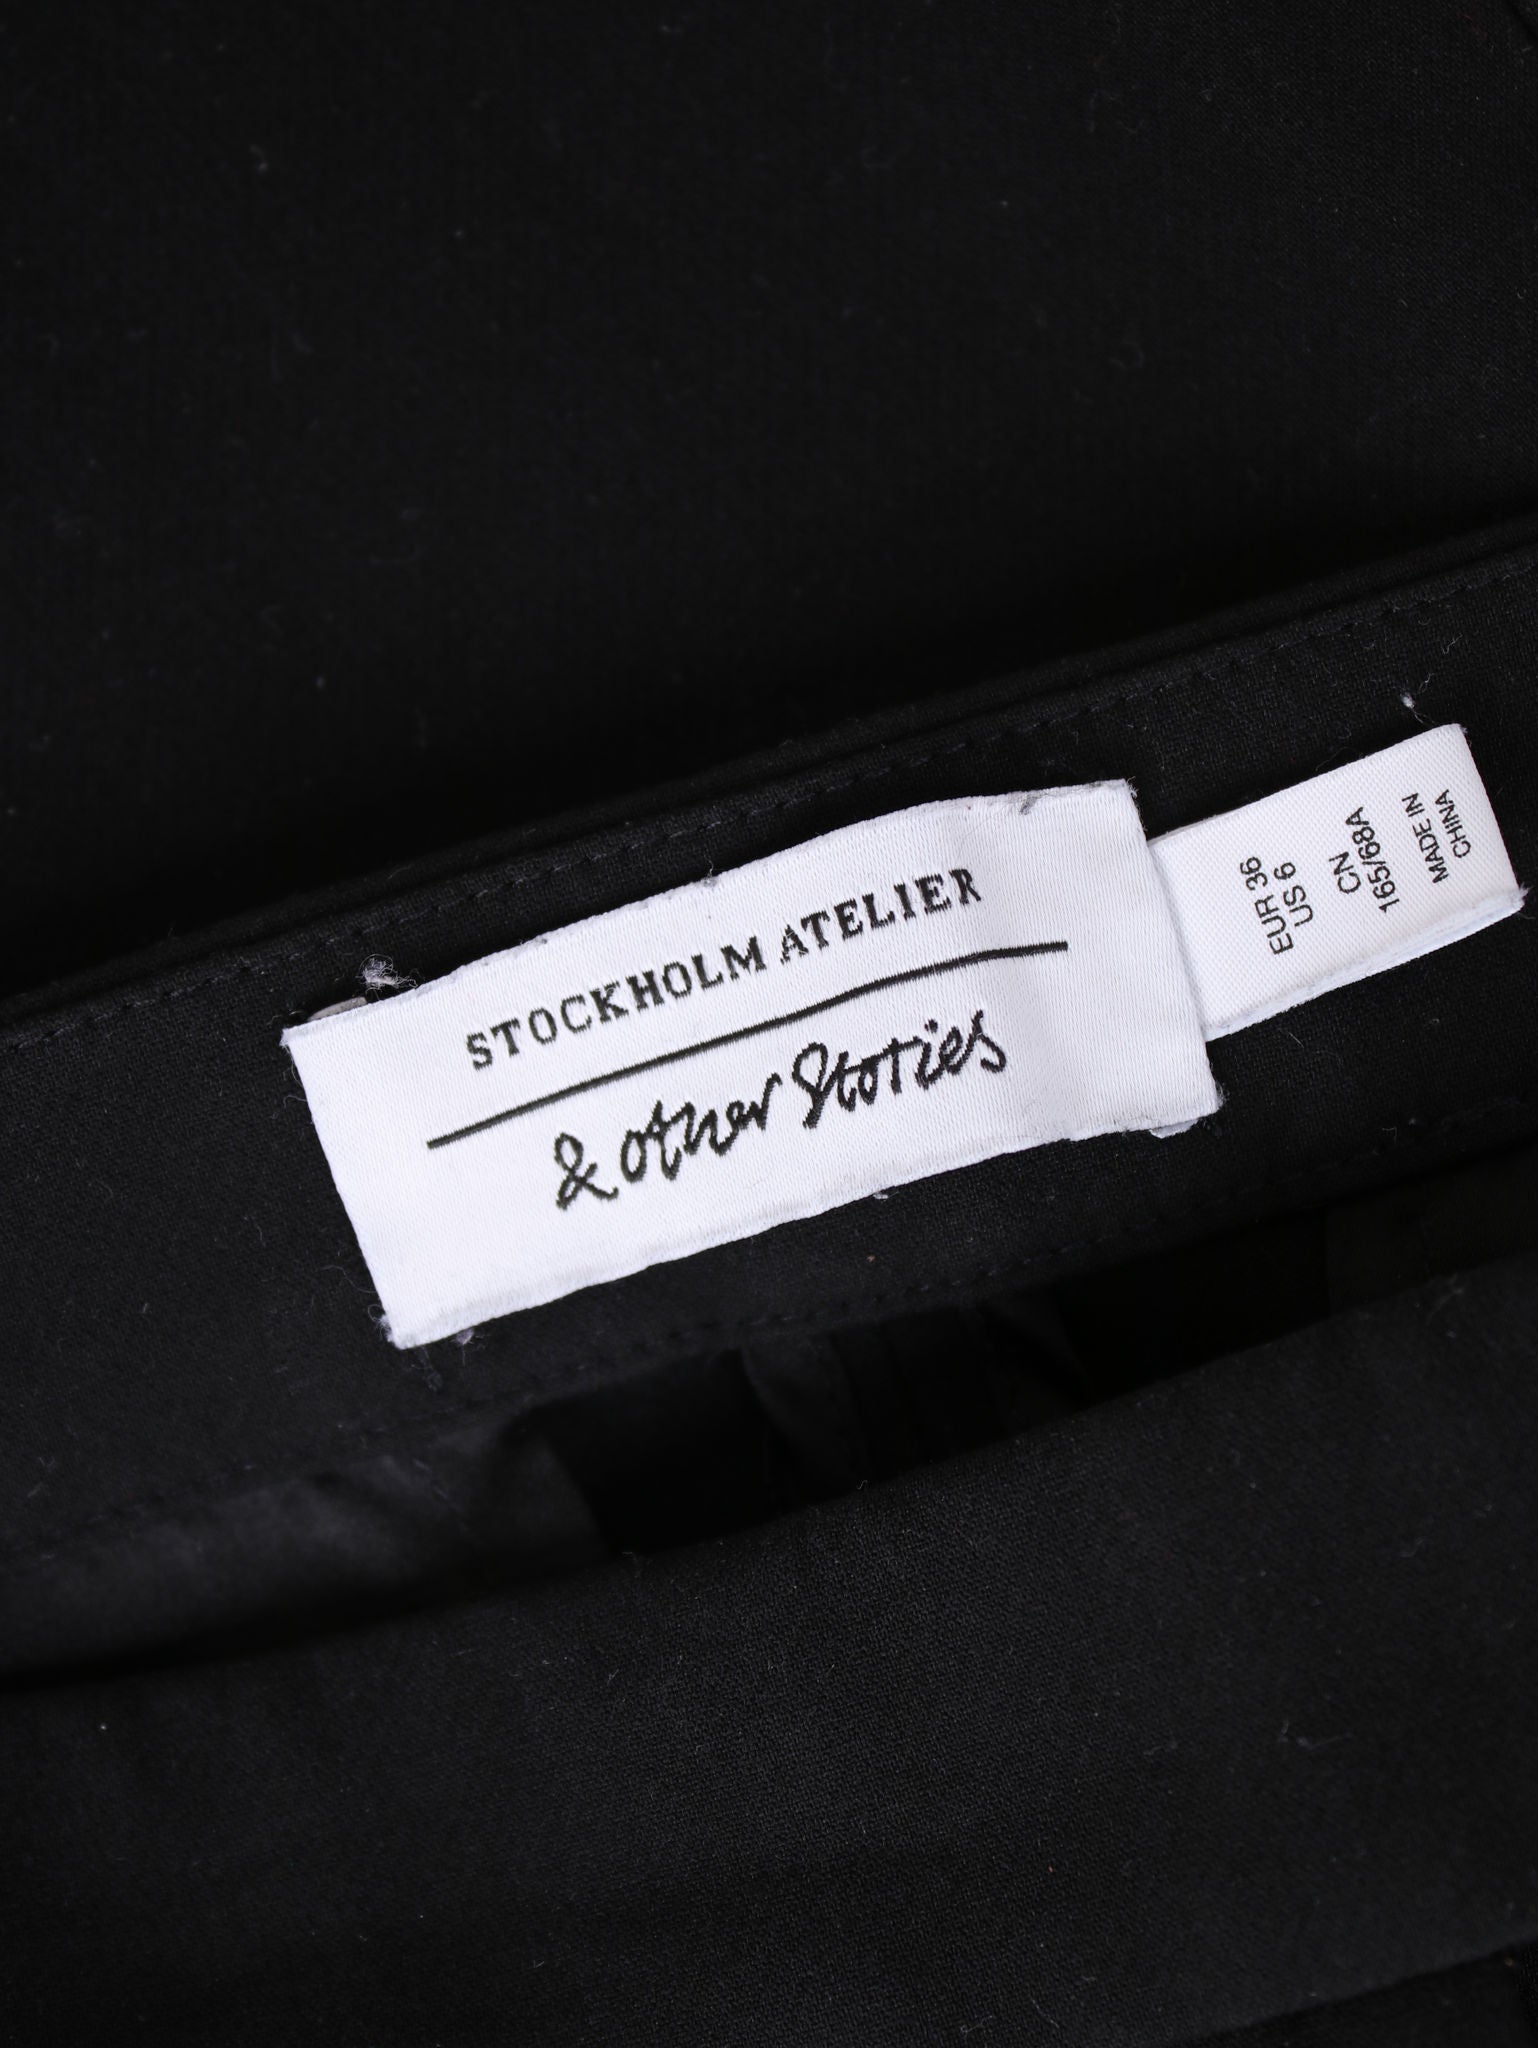 STOCKHOLM ATELIER
& other Stories
EUR 36
US 6
CN
165/68A
MADE IN
CHINA